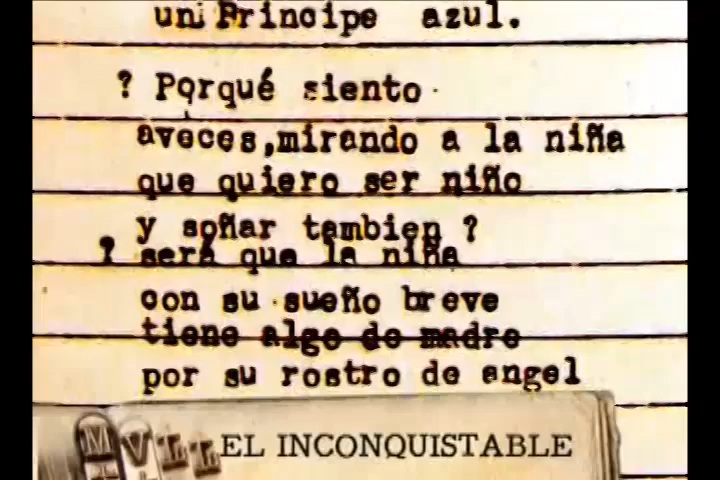 un Principe azul.
? Porqué siento
aveces,mirando a la niña
que quiero ser niño
y soñar tambien ?
? será que la niña
con su sueño breve
tiene algo de madre
por su rostro de angel
MVLL EL INCONQUISTABLE